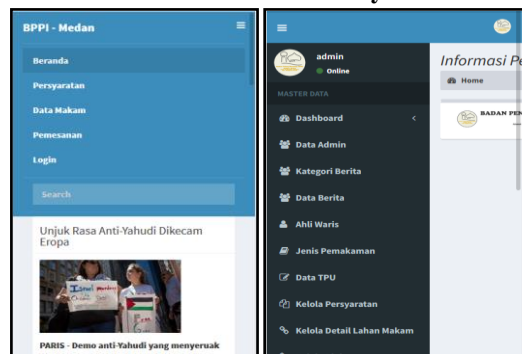 BPPI - Medan
Beranda
Persyaratan
Data Makam
Pemesanan
Login
Search
Unjuk Rasa Anti-Yahudi Dikecam
Eropa
PARIS - Demo anti-Yahudi yang menyeruak
admin
Online
MASTER DATA
Dashboard
Data Admin
Kategori Berita
Data Berita
Ahli Waris
Jenis Pemakaman
Data TPU
Kelola Persyaratan
Kelola Detail Lahan Makam
Informasi Pe
Home
BADAN PEN